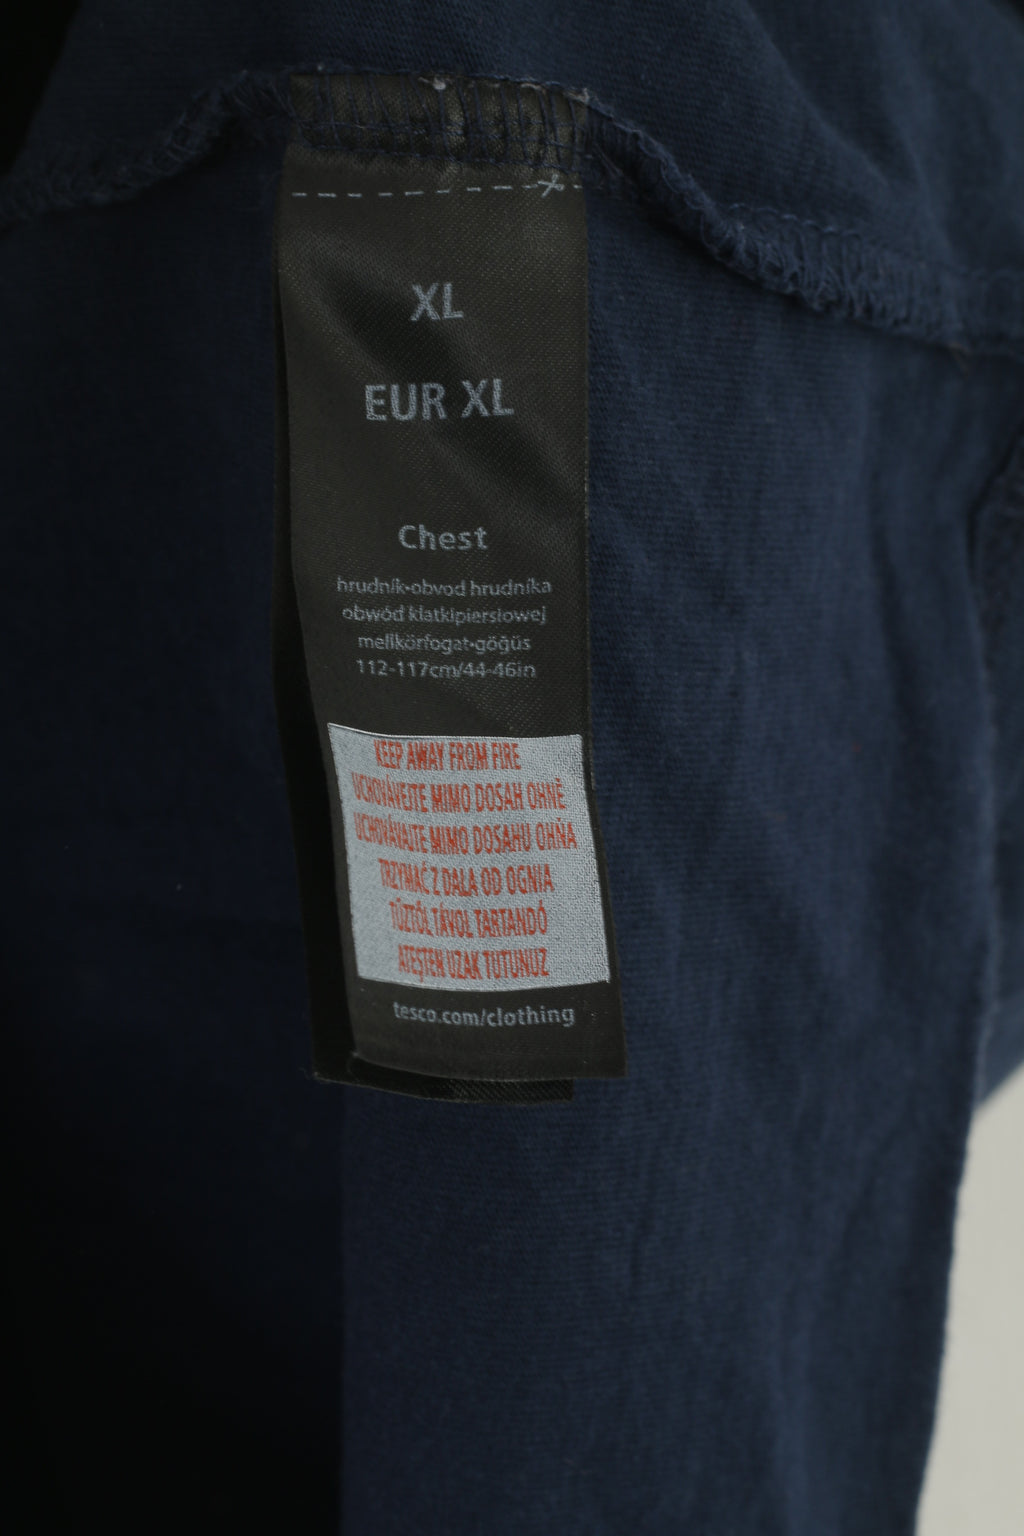 XL
EUR XL
Chest
hrudník•obvod hrudníka
obwód klatkipiersiowej
mellkörfogat•göğüs
112-117cm/44-46in
KEEP AWAY FROM FIRE
UCHOVÁVEJTE MIMO DOSAH OHNĚ
UCHOVÁVAJTE MIMO DOSAHU OHŇA
TRZYMAĆ Z DALA OD OGNIA
TŰZTŐL TÁVOL TARTANDÓ
ATEŞTEN UZAK TUTUNUZ
tesco.com/clothing